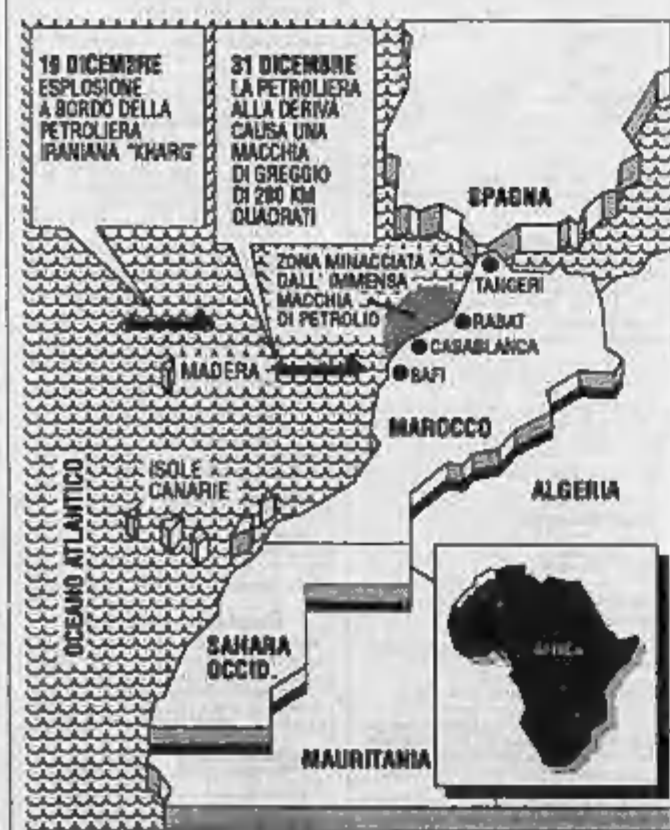 19 DICEMBRE
ESPLOSIONE
A BORDO DELLA
PETROLIERA
IRANIANA "KHARG"
31 DICEMBRE
LA PETROLIERA
ALLA DERIVA
CAUSA UNA
MACCHIA
DI GREGGIO
DI 280 KM
QUADRATI
SPAGNA
ZONA MINACCIATA
DALL' IMMENSA
MACCHIA
DI PETROLIO
TANGERI
RABAT
CASABLANCA
SAFI
MADERA
MAROCCO
ISOLE
CANARIE
ALGERIA
OCEANO ATLANTICO
SAHARA
OCCID.
AFRICA
MAURITANIA